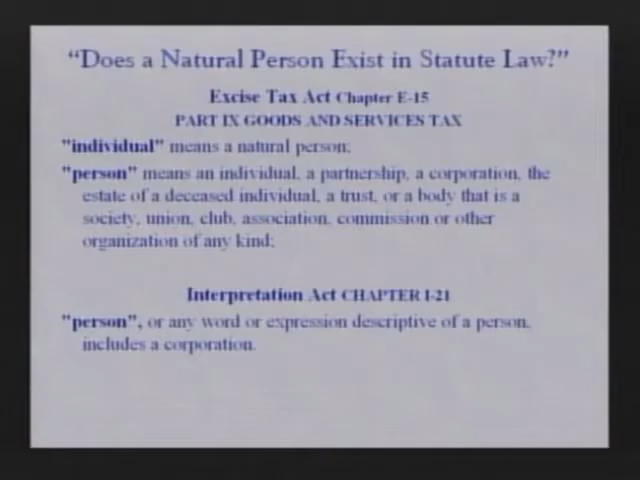 "Does a Natural Person Exist in Statute Law?"
Excise Tax Act Chapter E-15
PART IX GOODS AND SERVICES TAX
"individual" means a natural person;
"person" means an individual, a partnership, a corporation, the
estate of a deceased individual, a trust, or a body that is a
society, union, club, association, commission or other
organization of any kind;
Interpretation Act CHAPTER I-21
"person", or any word or expression descriptive of a person,
includes a corporation.